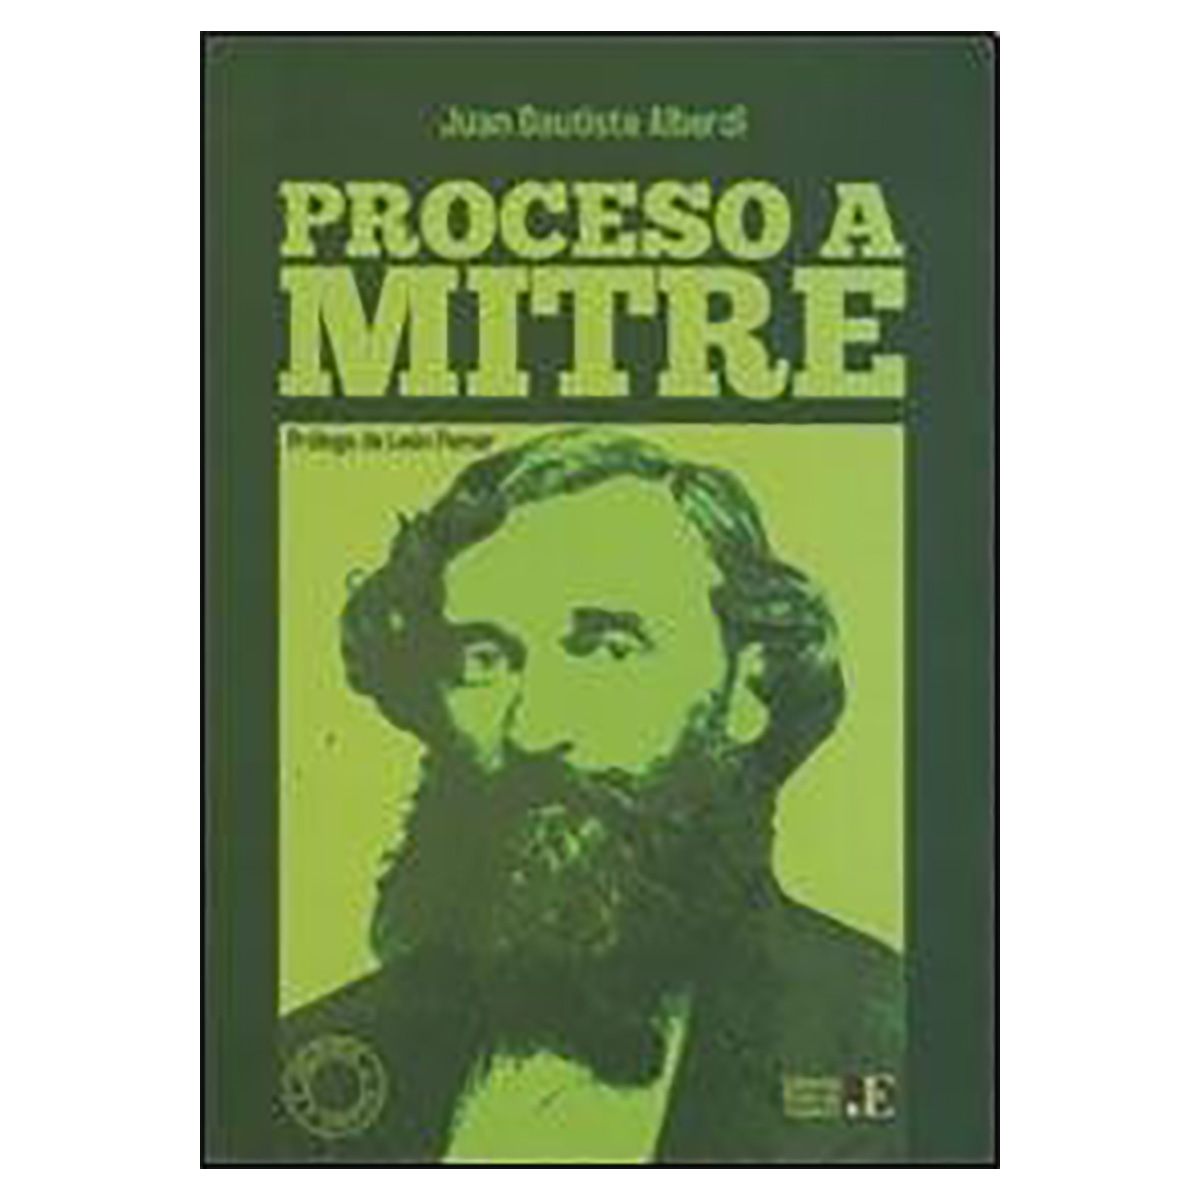 Juan Bautista Alberdi
PROCESO A
MITRE
Prólogo de León Pomer
.E